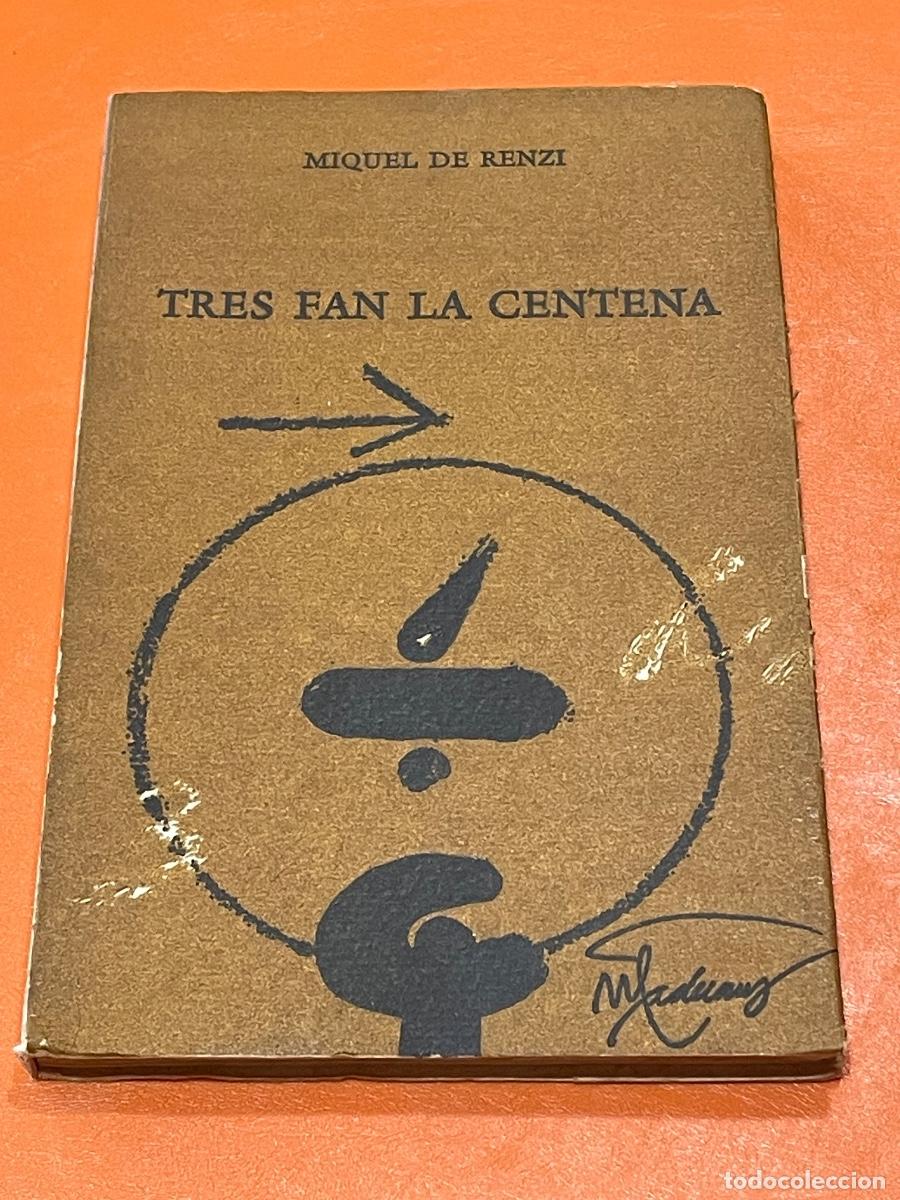 MIQUEL DE RENZI
TRES FAN LA CENTENA
todocoleccion